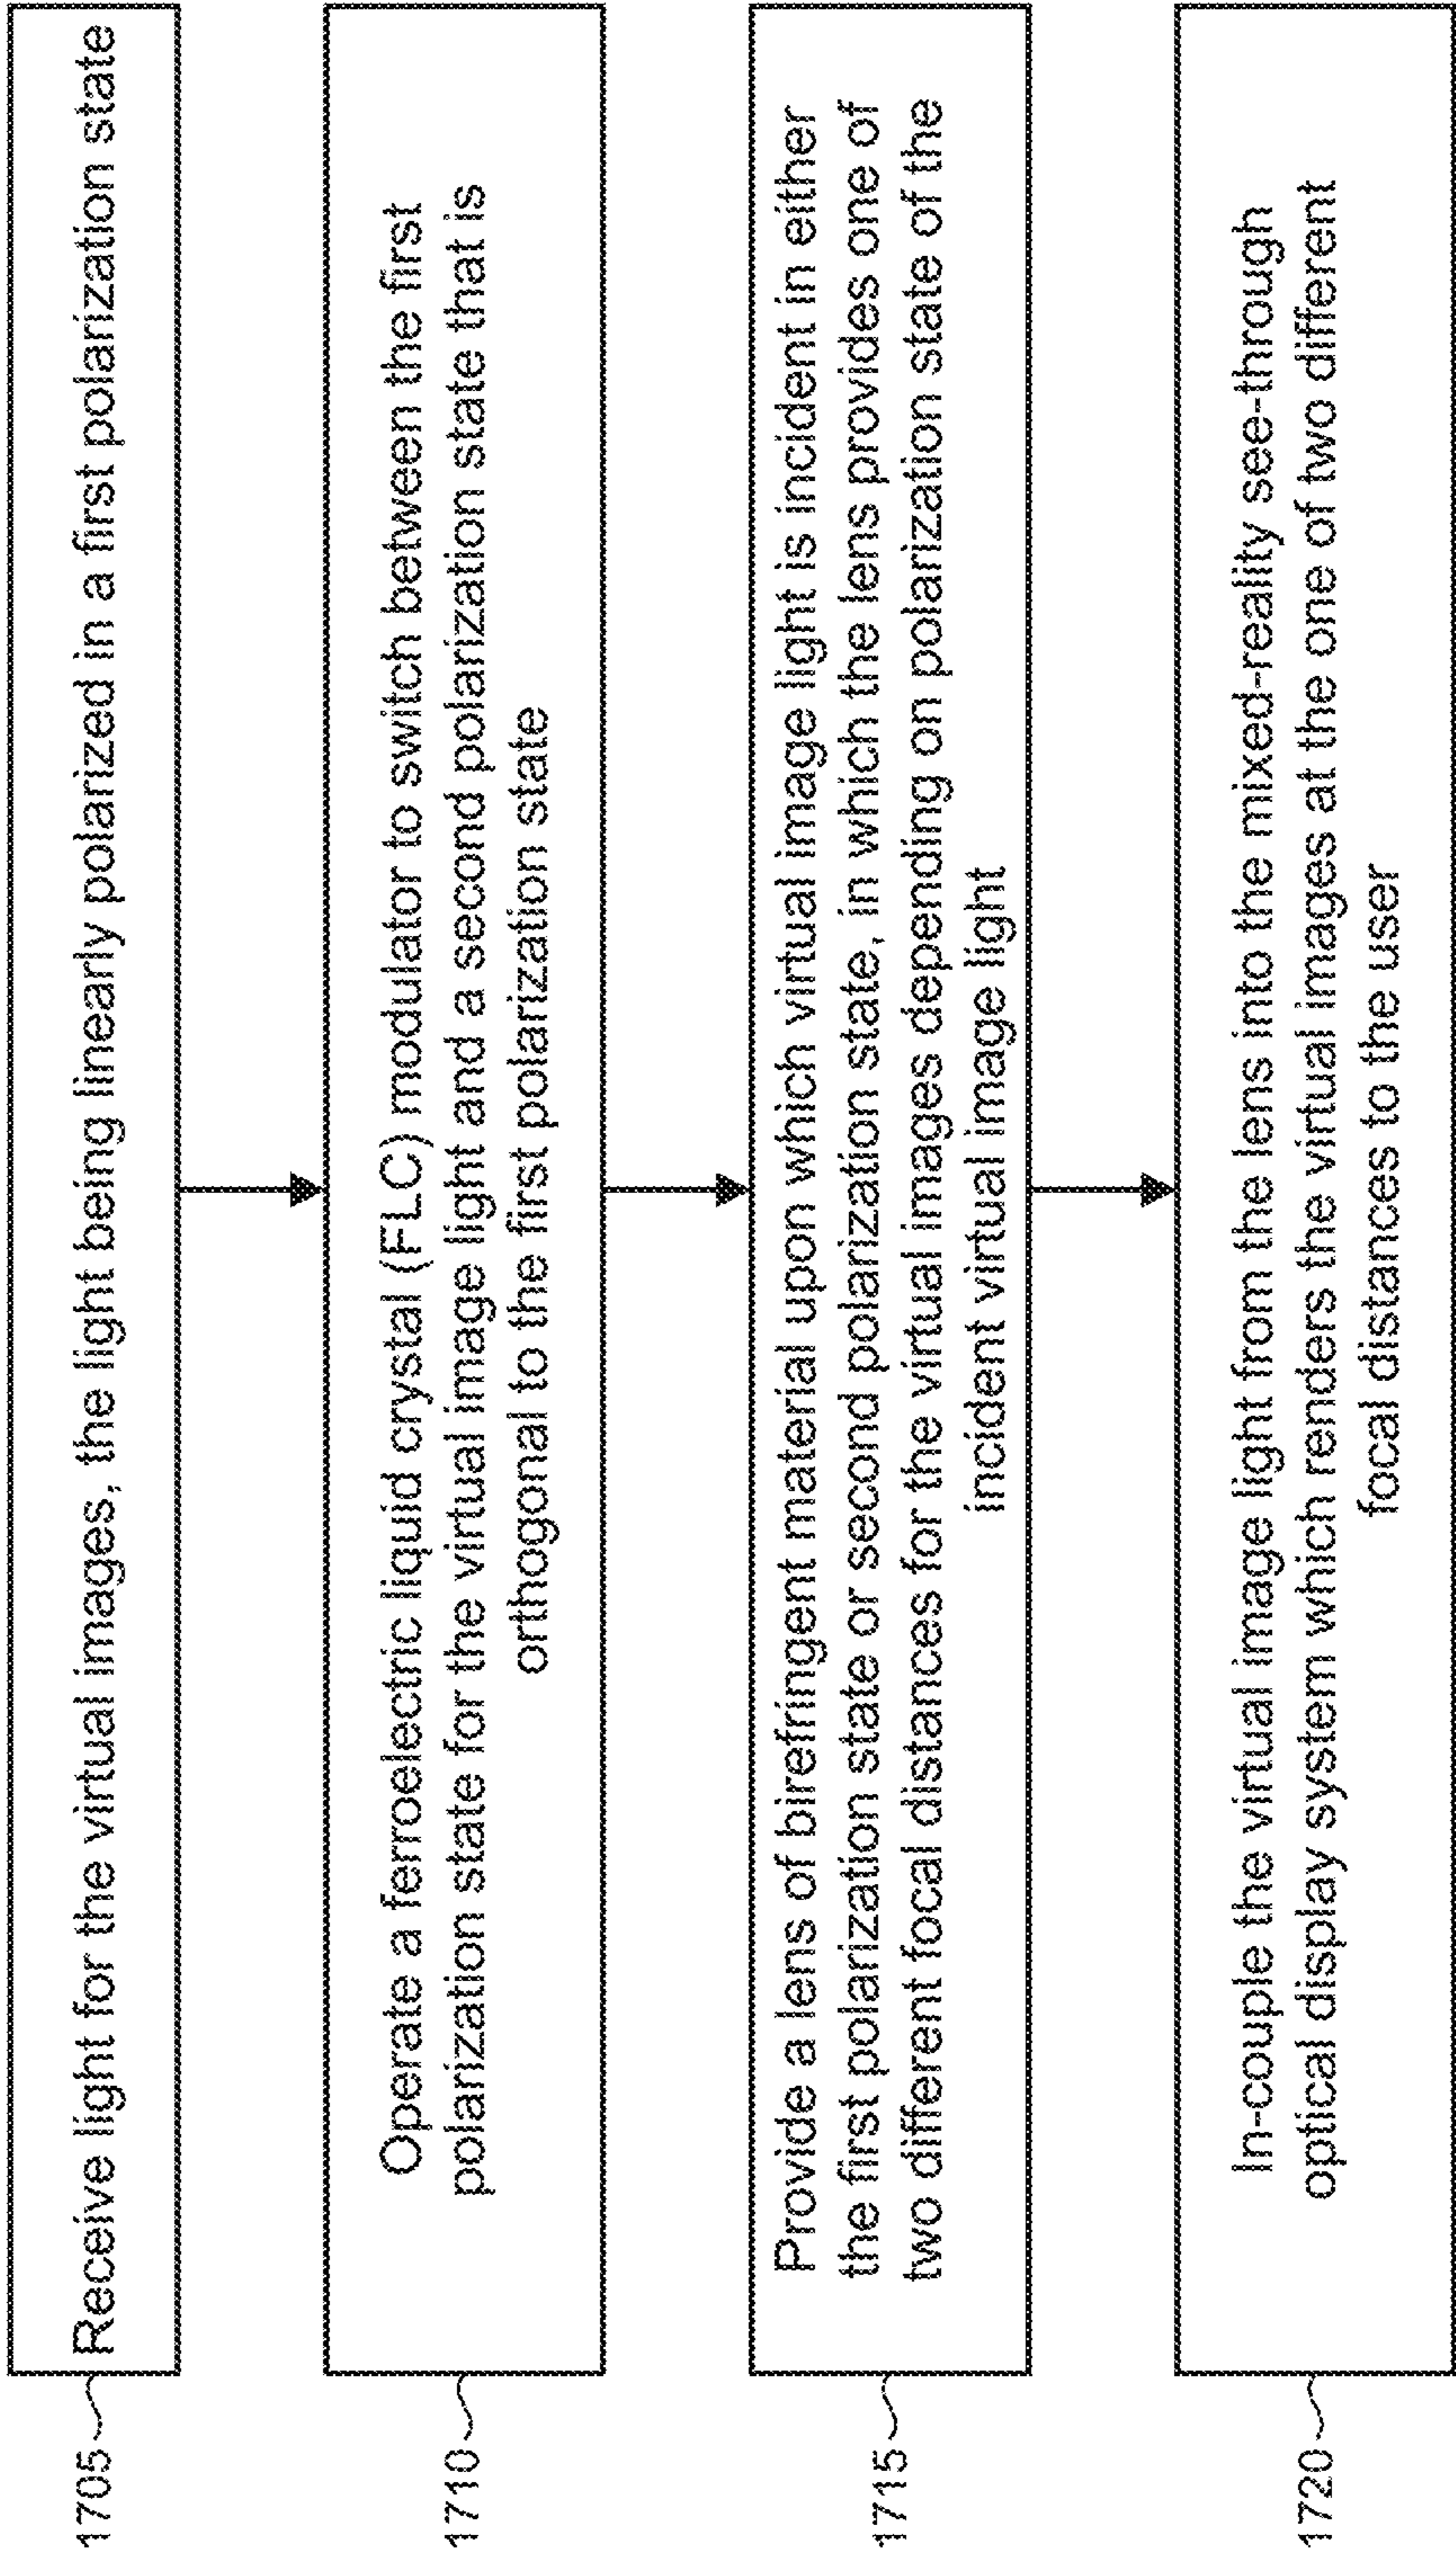 1705
Receive light for the virtual images, the light being linearly polarized in a first polarization state
1710
Operate a ferroelectric liquid crystal (FLC) modulator to switch between the first
polarization state for the virtual image light and a second polarization state that is
orthogonal to the first polarization state
1715
Provide a lens of birefringent material upon which virtual image light is incident in either
the first polarization state or second polarization state, in which the lens provides one of
two different focal distances for the virtual images depending on polarization state of the
incident virtual image light
1720
In-couple the virtual image light from the lens into the mixed-reality see-through
optical display system which renders the virtual images at the one of two different
focal distances to the user